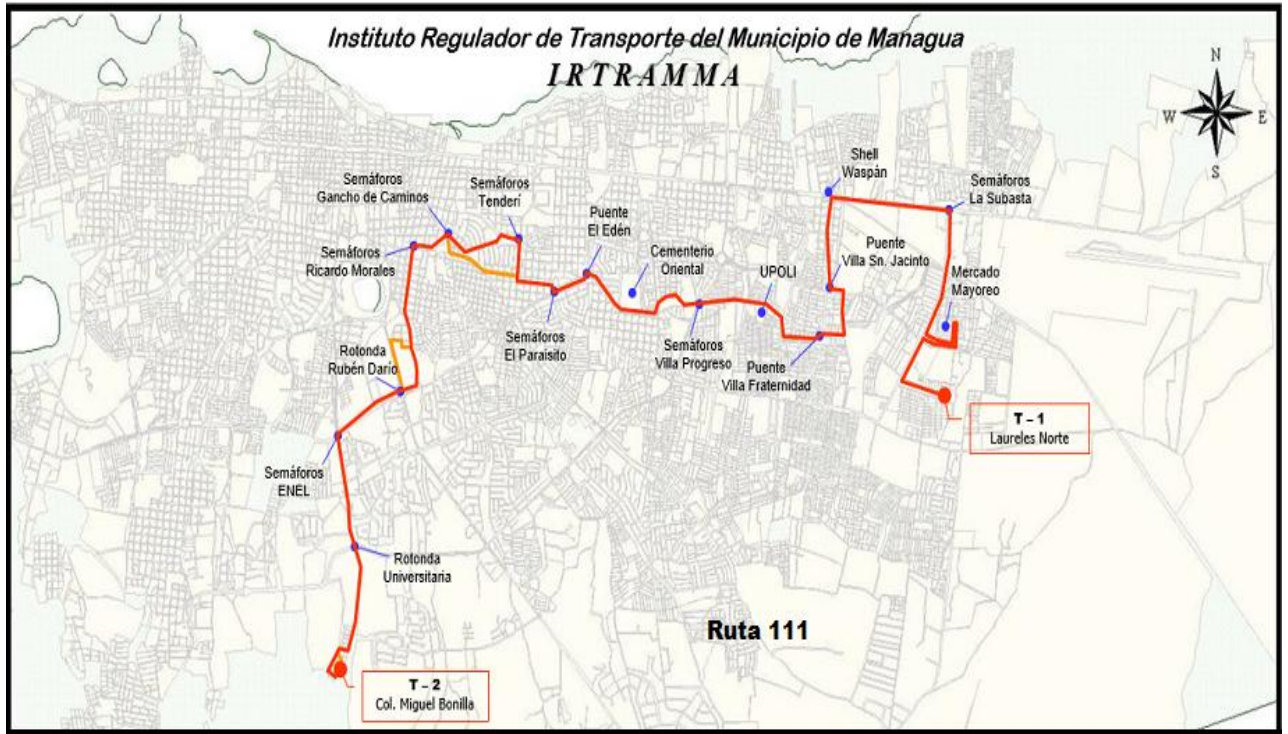 Instituto Regulador de Transporte del Municipio de Managua
IRTRAMMA
N
W
E
S
Shell
Waspán
Semáforos
Gancho de Caminos
Semáforos
Tenderí
Semáforos
La Subasta
Puente
El Edén
Semáforos
Ricardo Morales
Cementerio
Oriental
UPOLI
Puente
Villa Sn. Jacinto
Mercado
Mayoreo
Semáforos
El Paraísito
Semáforos
Villa Progreso
Puente
Villa Fraternidad
Rotonda
Rubén Darío
T - 1
Laureles Norte
Semáforos
ENEL
Rotonda
Universitaria
Ruta 111
T - 2
Col. Miguel Bonilla